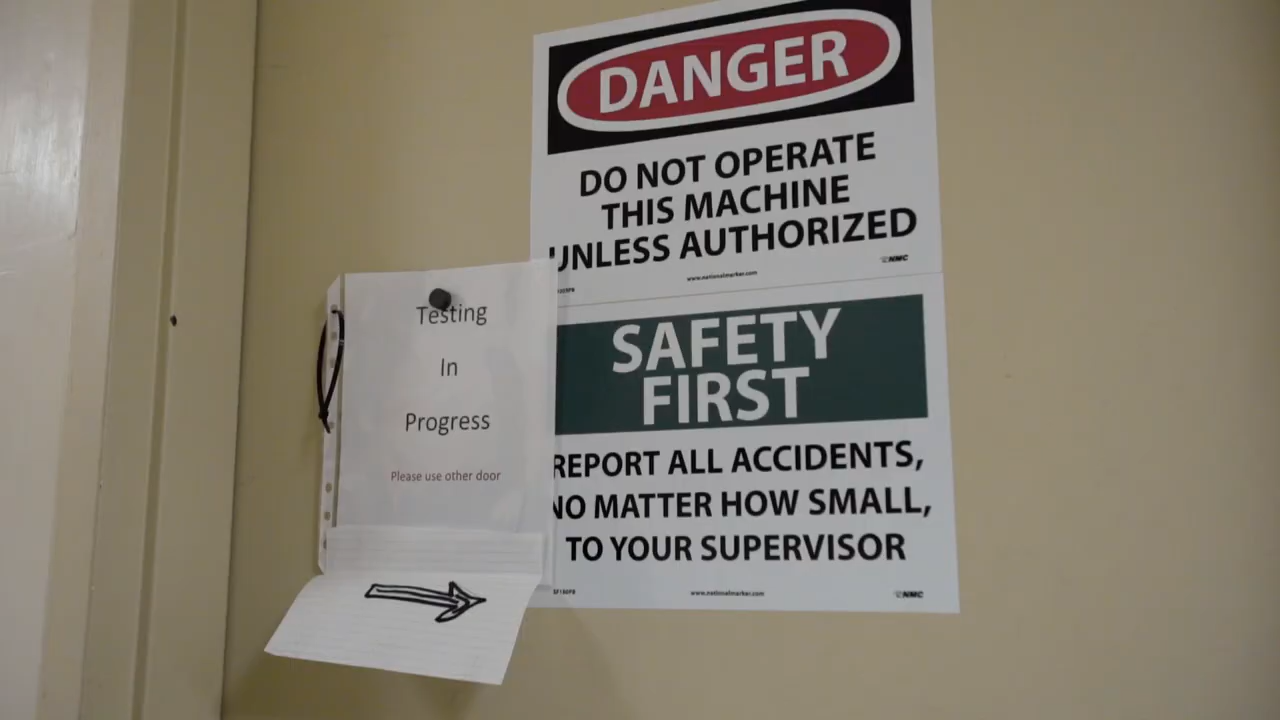 DANGER
DO NOT OPERATE
THIS MACHINE
UNLESS AUTHORIZED
www.nationalmarker.com
NMC
Testing
In
Progress
Please use other door
SAFETY
FIRST
REPORT ALL ACCIDENTS,
NO MATTER HOW SMALL,
TO YOUR SUPERVISOR
www.nationalmarker.com
NMC